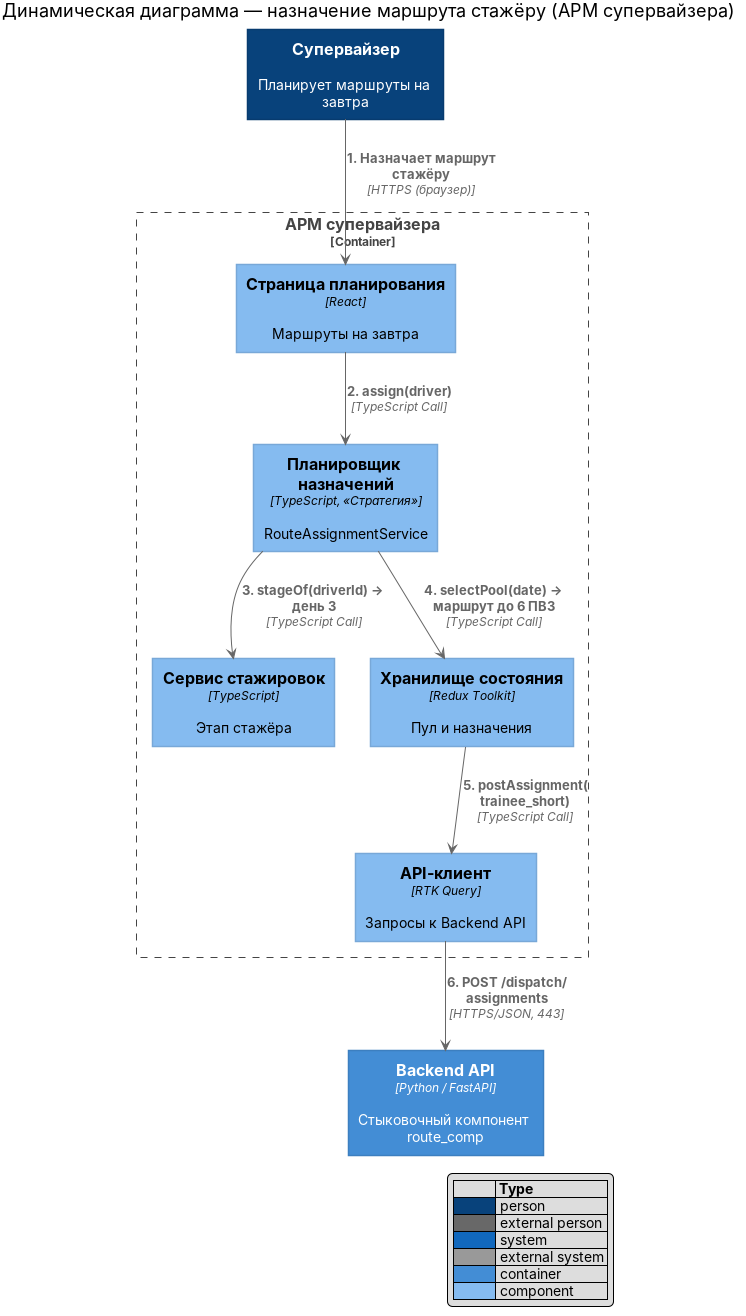 Динамическая диаграмма — назначение маршрута стажёру (АРМ супервайзера)
Супервайзер
Планирует маршруты на
завтра
1. Назначает маршрут
стажёру
[HTTPS (браузер)]
АРМ супервайзера
[Container]
Страница планирования
[React]
Маршруты на завтра
2. assign(driver)
[TypeScript Call]
Планировщик
назначений
[TypeScript, «Стратегия»]
RouteAssignmentService
3. stageOf(driverId) →
день 3
[TypeScript Call]
4. selectPool(date) →
маршрут до 6 ПВЗ
[TypeScript Call]
Сервис стажировок
[TypeScript]
Этап стажёра
Хранилище состояния
[Redux Toolkit]
Пул и назначения
5. postAssignment(
trainee_short)
[TypeScript Call]
API-клиент
[RTK Query]
Запросы к Backend API
6. POST /dispatch/
assignments
[HTTPS/JSON, 443]
Backend API
[Python / FastAPI]
Стыковочный компонент
route_comp
Type
person
external person
system
external system
container
component